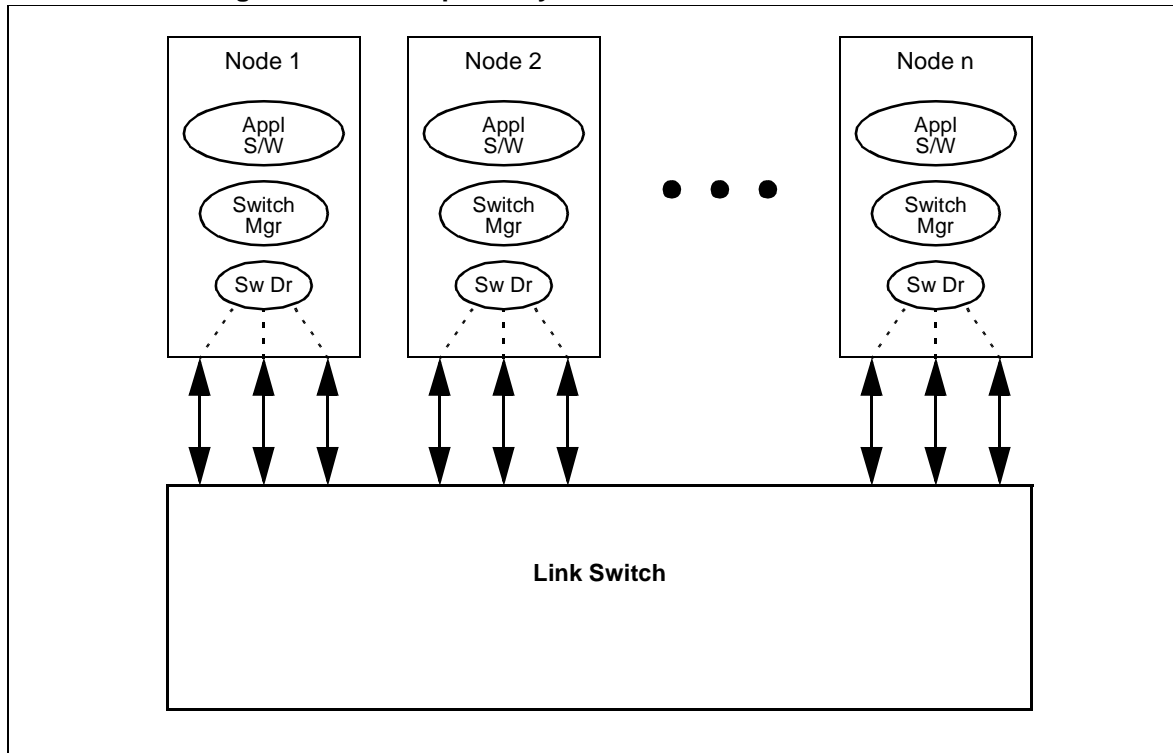 Node 1
Appl
S/W
Switch
Mgr
Sw Dr
Node 2
Appl
S/W
Switch
Mgr
Sw Dr
Node n
Appl
S/W
Switch
Mgr
Sw Dr
Link Switch